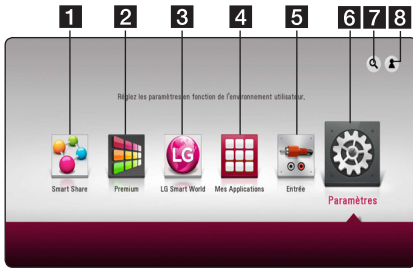 1 2 3 4 5 6 7 8
Réglez les paramètres en fonction de l'environnement utilisateur.
LG
Smart Share Premium LG Smart World Mes Applications Entrée
Paramètres